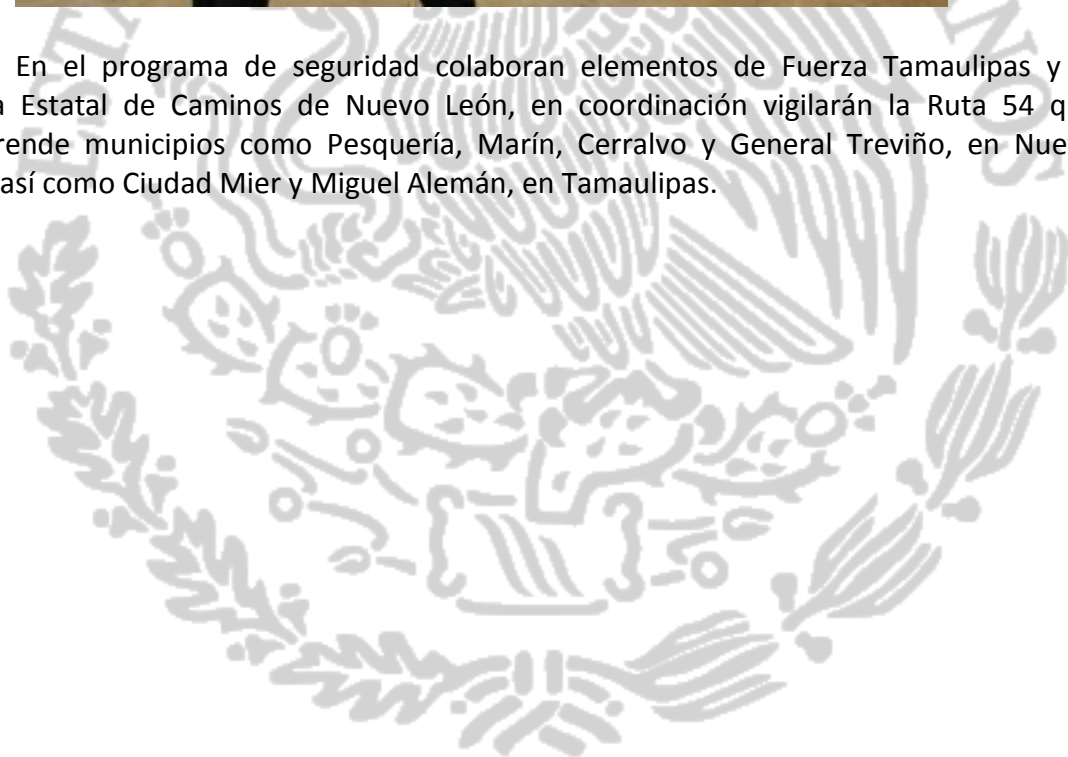 En el programa de seguridad colaboran elementos de Fuerza Tamaulipas y
Estatal de Caminos de Nuevo León, en coordinación vigilarán la Ruta 54 q
municipios como Pesquería, Marín, Cerralvo y General Treviño, en Nue
así como Ciudad Mier y Miguel Alemán, en Tamaulipas.